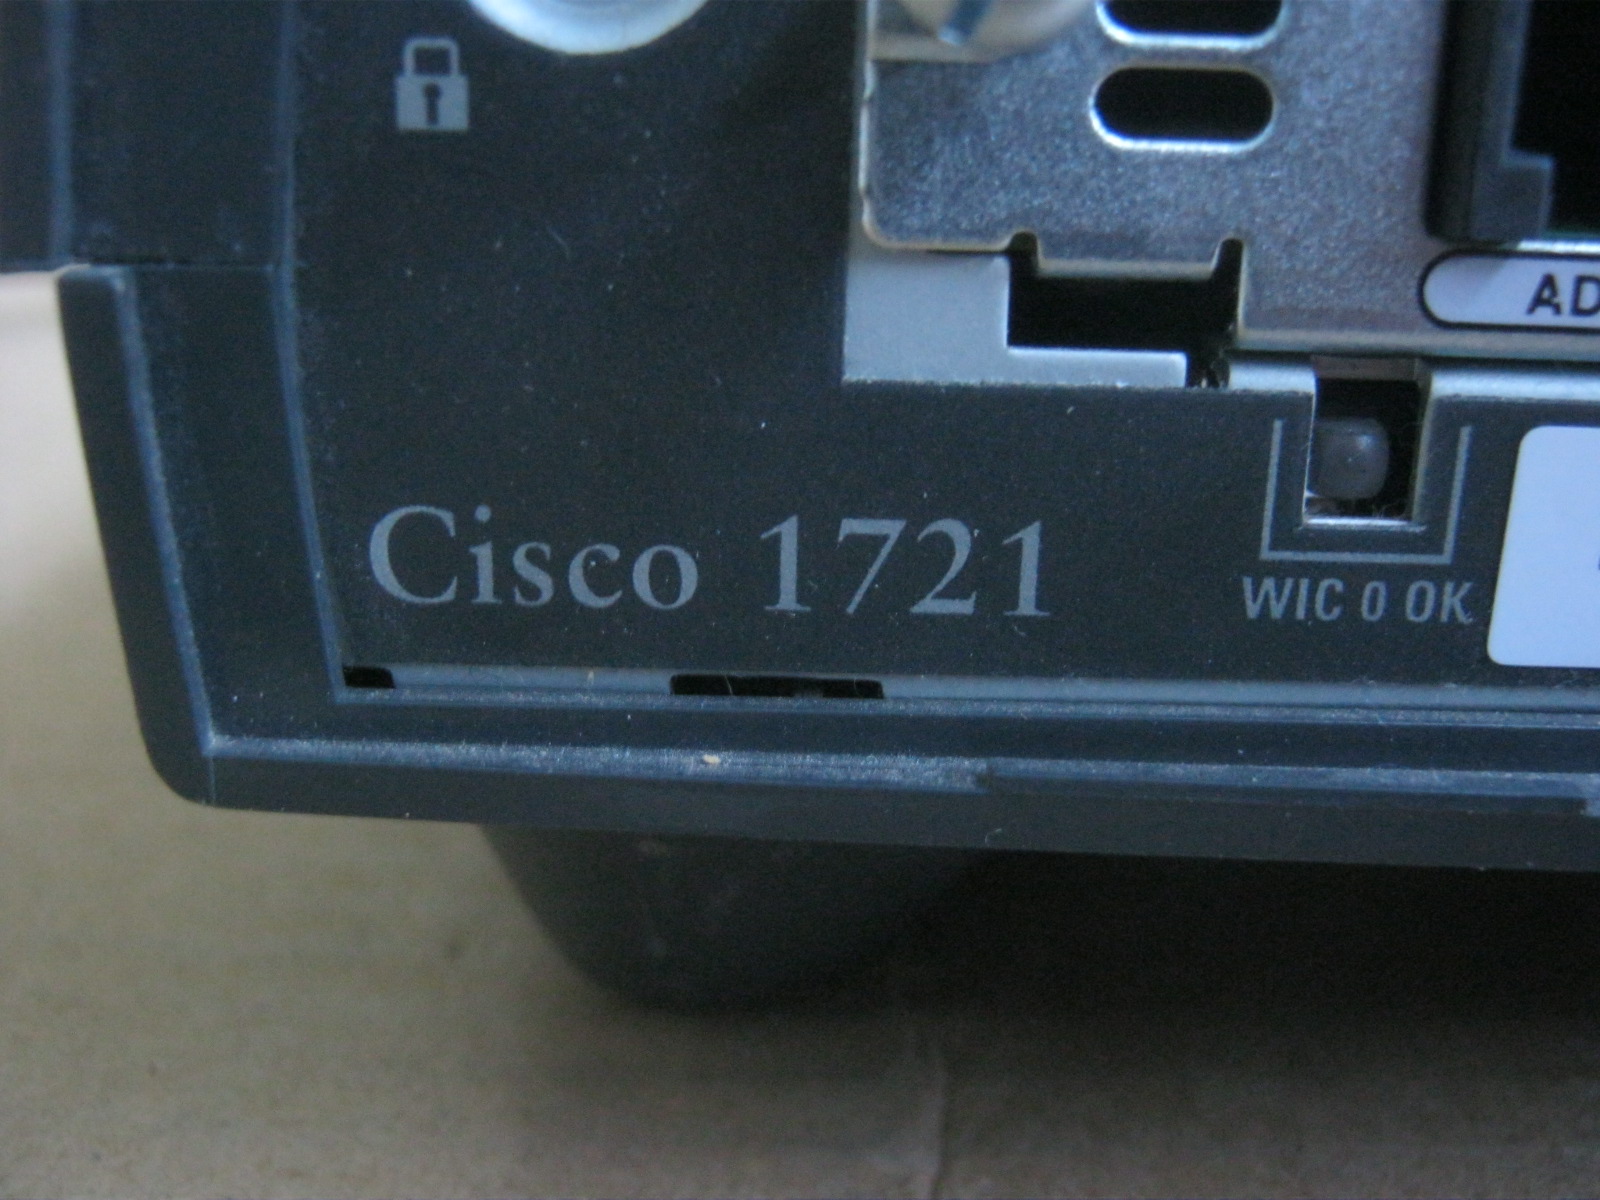 AD
Cisco 1721
WIC 0 OK